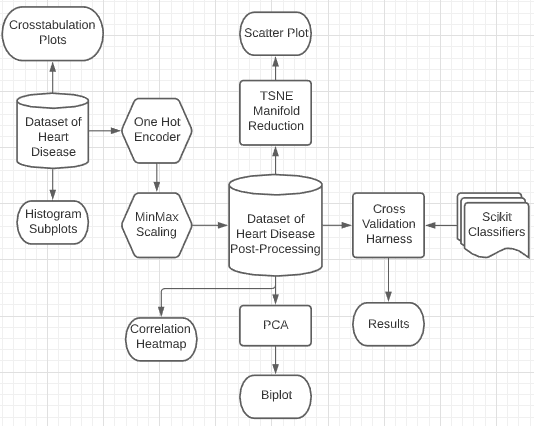 Crosstabulation
Plots
Scatter Plot
TSNE
Manifold
Reduction
Dataset of
Heart
Disease
One Hot
Encoder
Histogram
Subplots
MinMax
Scaling
Dataset of
Heart Disease
Post-Processing
Cross
Validation
Harness
Scikit
Classifiers
Correlation
Heatmap
PCA
Results
Biplot